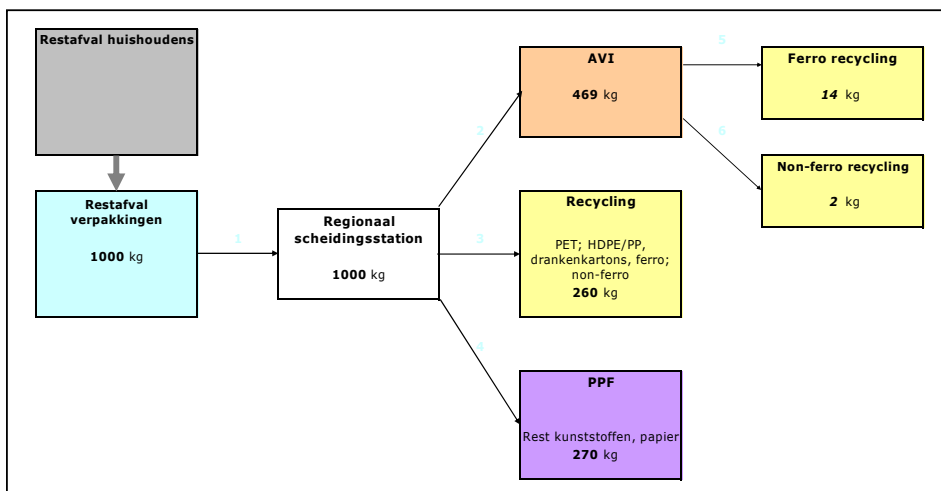 Restafval huishoudens
Restafval
verpakkingen
1000 kg
1
Regionaal
scheidingsstation
1000 kg
2
3
4
AVI
469 kg
5
6
Ferro recycling
14 kg
Non-ferro recycling
2 kg
Recycling
PET; HDPE/PP,
drankenkartons, ferro;
non-ferro
260 kg
PPF
Rest kunststoffen, papier
270 kg